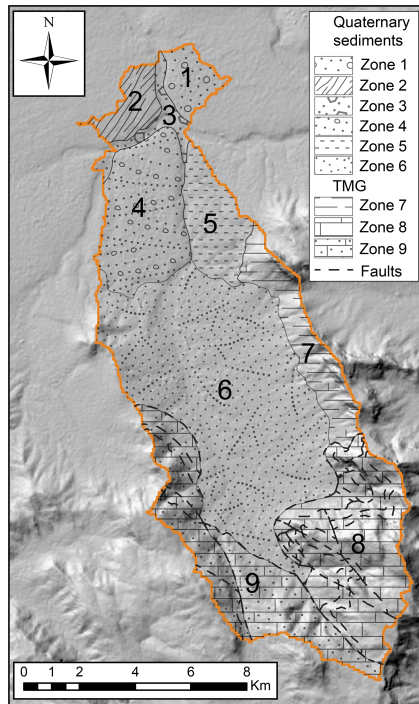 N
Quaternary
sediments
Zone 1
Zone 2
Zone 3
Zone 4
Zone 5
Zone 6
TMG
Zone 7
Zone 8
Zone 9
Faults
1
2
3
4
5
7
6
8
9
0 1 2 4 6 8
Km